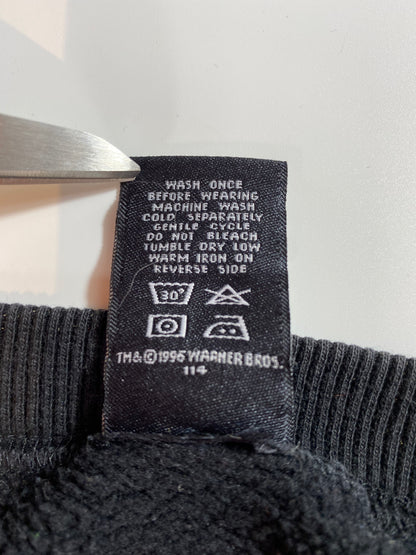 WASH ONCE
BEFORE WEARING
MACHINE WASH
COLD SEPARATELY
GENTLE CYCLE
DO NOT BLEACH
TUMBLE DRY LOW
WARM IRON ON
REVERSE SIDE
30°
TM&©1995 WARNER BROS.
114